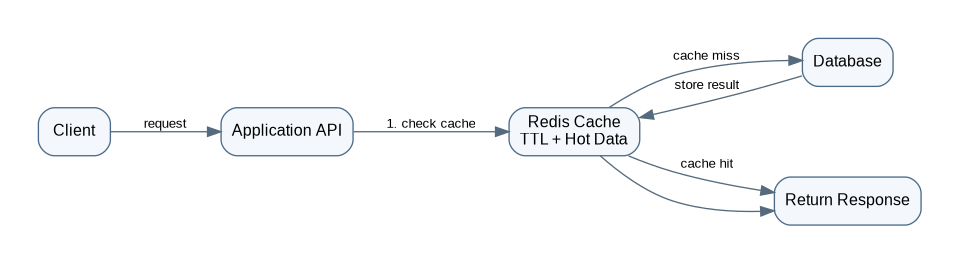 Client
request
Application API
1. check cache
Redis Cache
TTL + Hot Data
cache miss
store result
Database
cache hit
Return Response